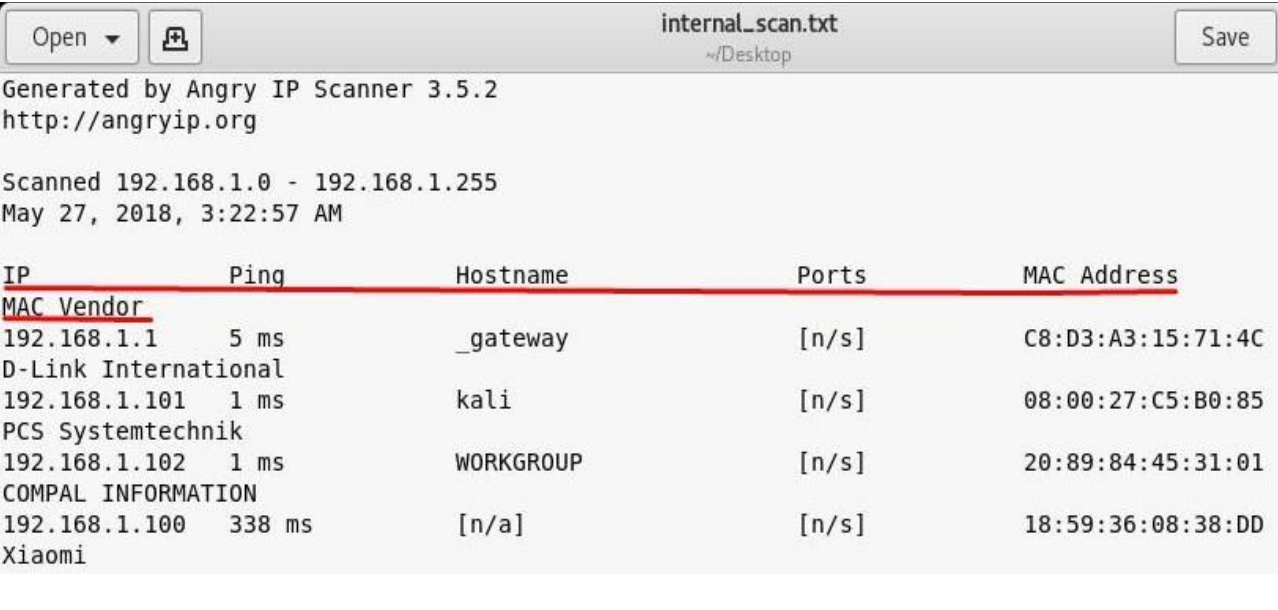 Open internal_scan.txt Save
~/Desktop
Generated by Angry IP Scanner 3.5.2
http://angryip.org
Scanned 192.168.1.0 - 192.168.1.255
May 27, 2018, 3:22:57 AM
IP Ping Hostname Ports MAC Address
MAC Vendor
192.168.1.1 5 ms _gateway [n/s] C8:D3:A3:15:71:4C
D-Link International
192.168.1.101 1 ms kali [n/s] 08:00:27:C5:B0:85
PCS Systemtechnik
192.168.1.102 1 ms WORKGROUP [n/s] 20:89:84:45:31:01
COMPAL INFORMATION
192.168.1.100 338 ms [n/a] [n/s] 18:59:36:08:38:DD
Xiaomi